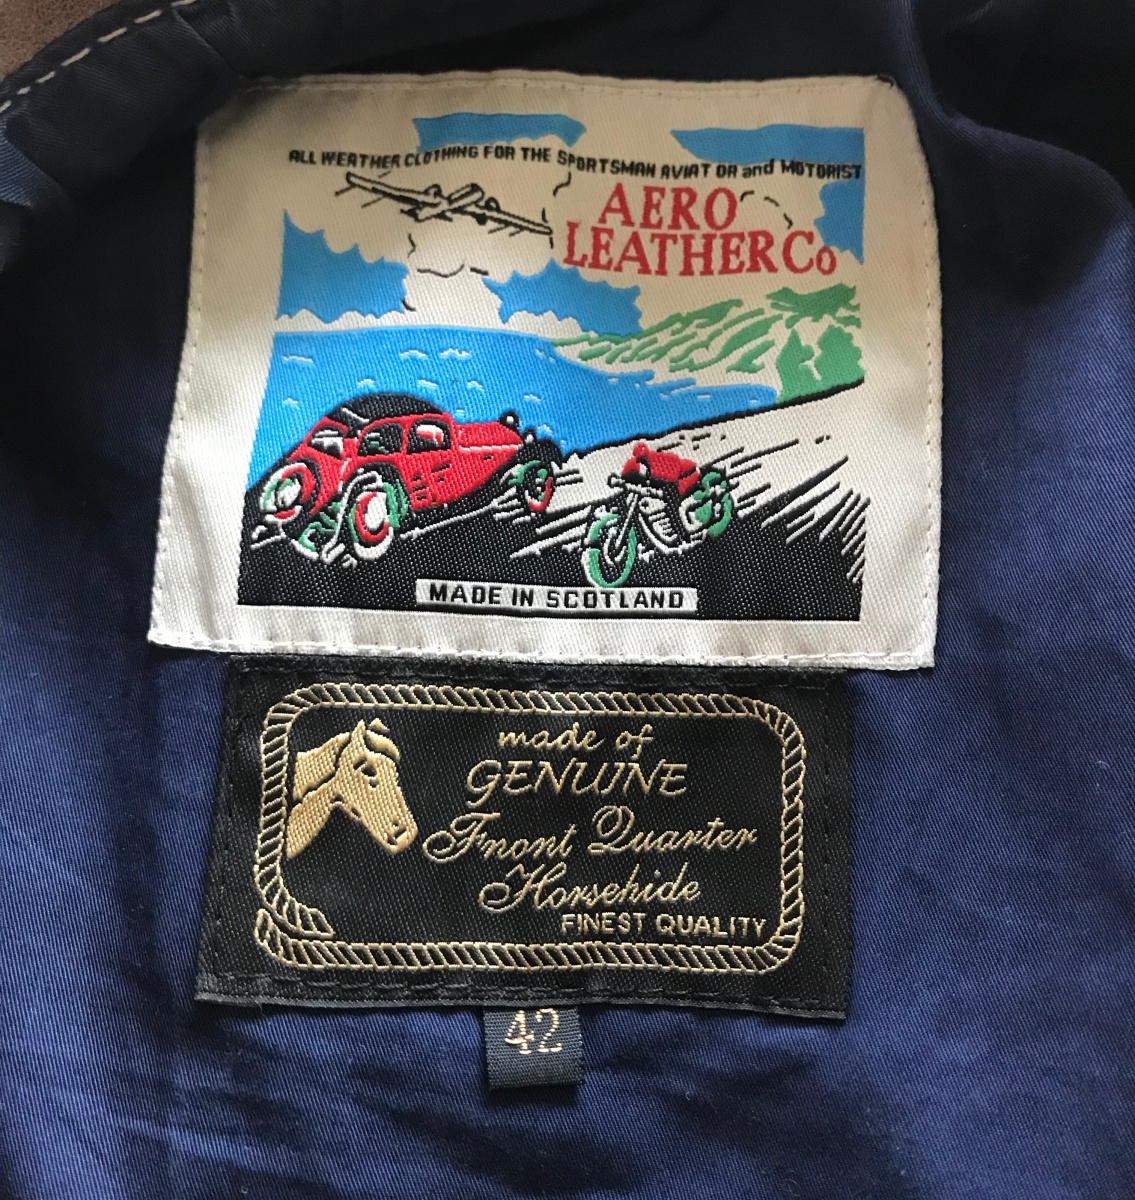 ALL WEATHER CLOTHING FOR THE SPORTSMAN AVIAT OR and MOTORIST
AERO
LEATHER Co
MADE IN SCOTLAND
made of
GENUINE
Front Quarter
Horsehide
FINEST QUALITY
42